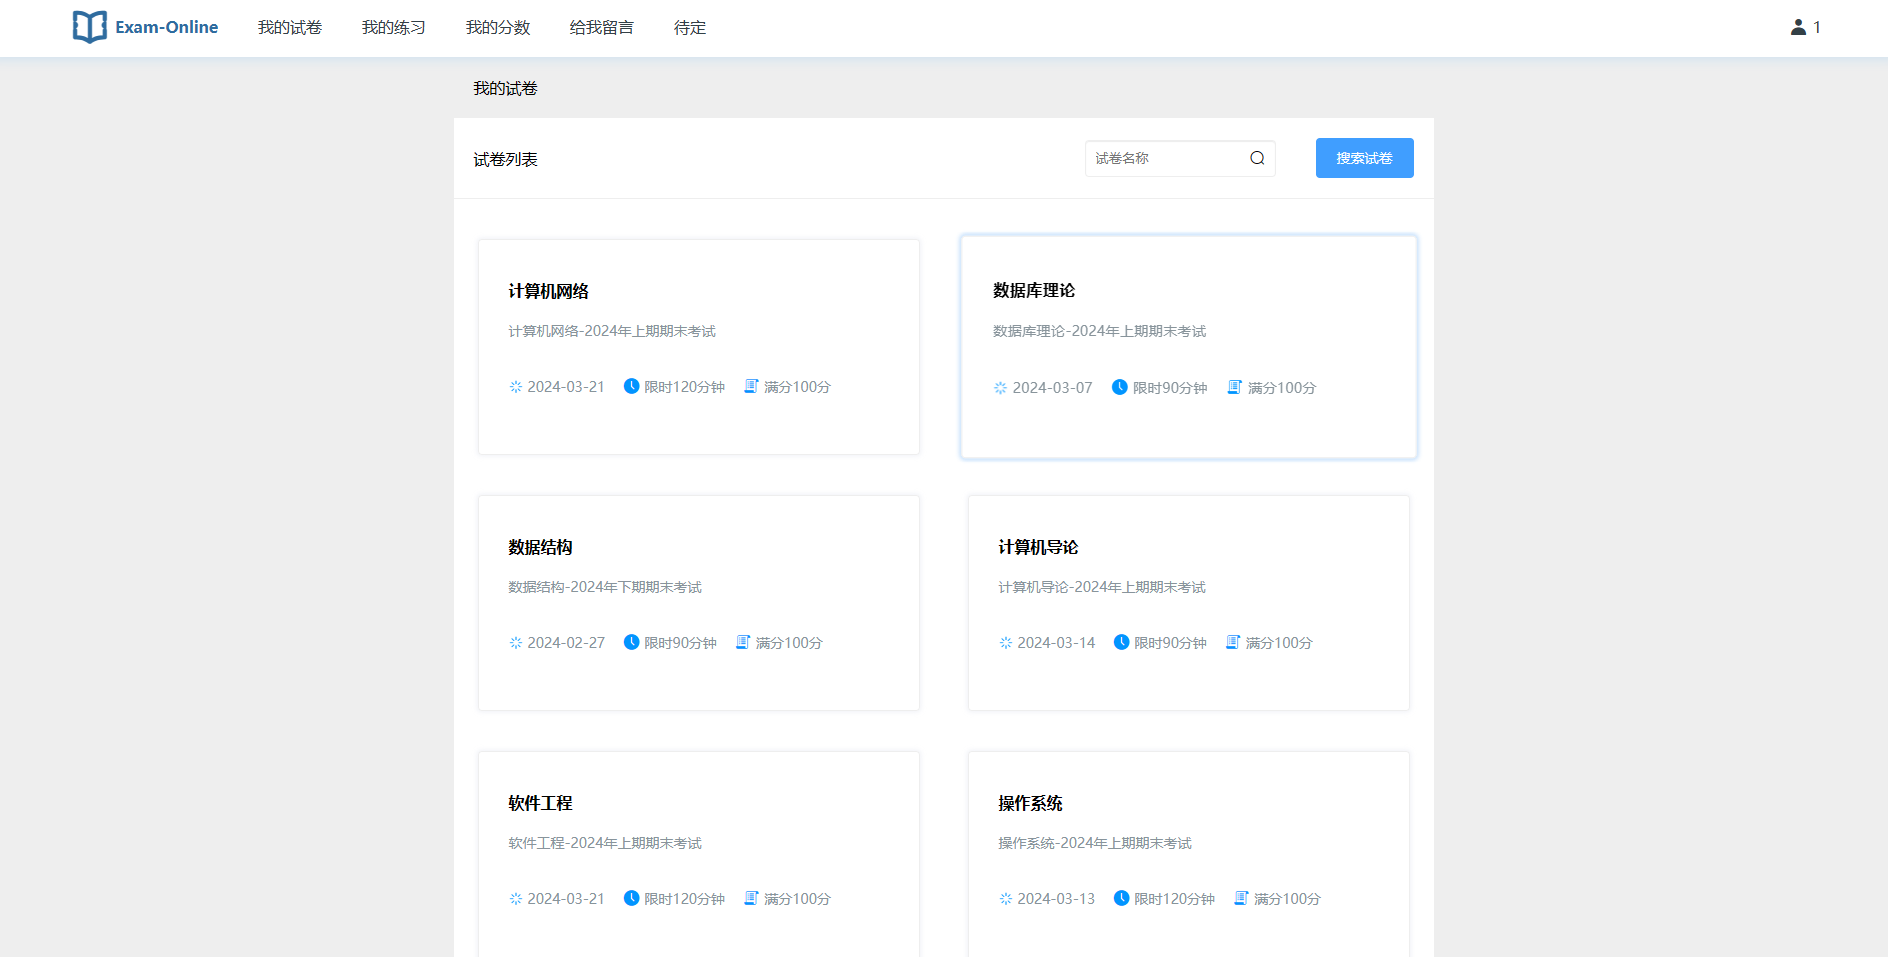 Exam-Online 我的试卷 我的练习 我的分数 给我留言 待定 1
我的试卷
试卷列表 试卷名称 搜索试卷
计算机网络
计算机网络-2024年上期期末考试
2024-03-21 限时120分钟 满分100分
数据库理论
数据库理论-2024年上期期末考试
2024-03-07 限时90分钟 满分100分
数据结构
数据结构-2024年下期期末考试
2024-02-27 限时90分钟 满分100分
计算机导论
计算机导论-2024年上期期末考试
2024-03-14 限时90分钟 满分100分
软件工程
软件工程-2024年上期期末考试
2024-03-21 限时120分钟 满分100分
操作系统
操作系统-2024年上期期末考试
2024-03-13 限时120分钟 满分100分